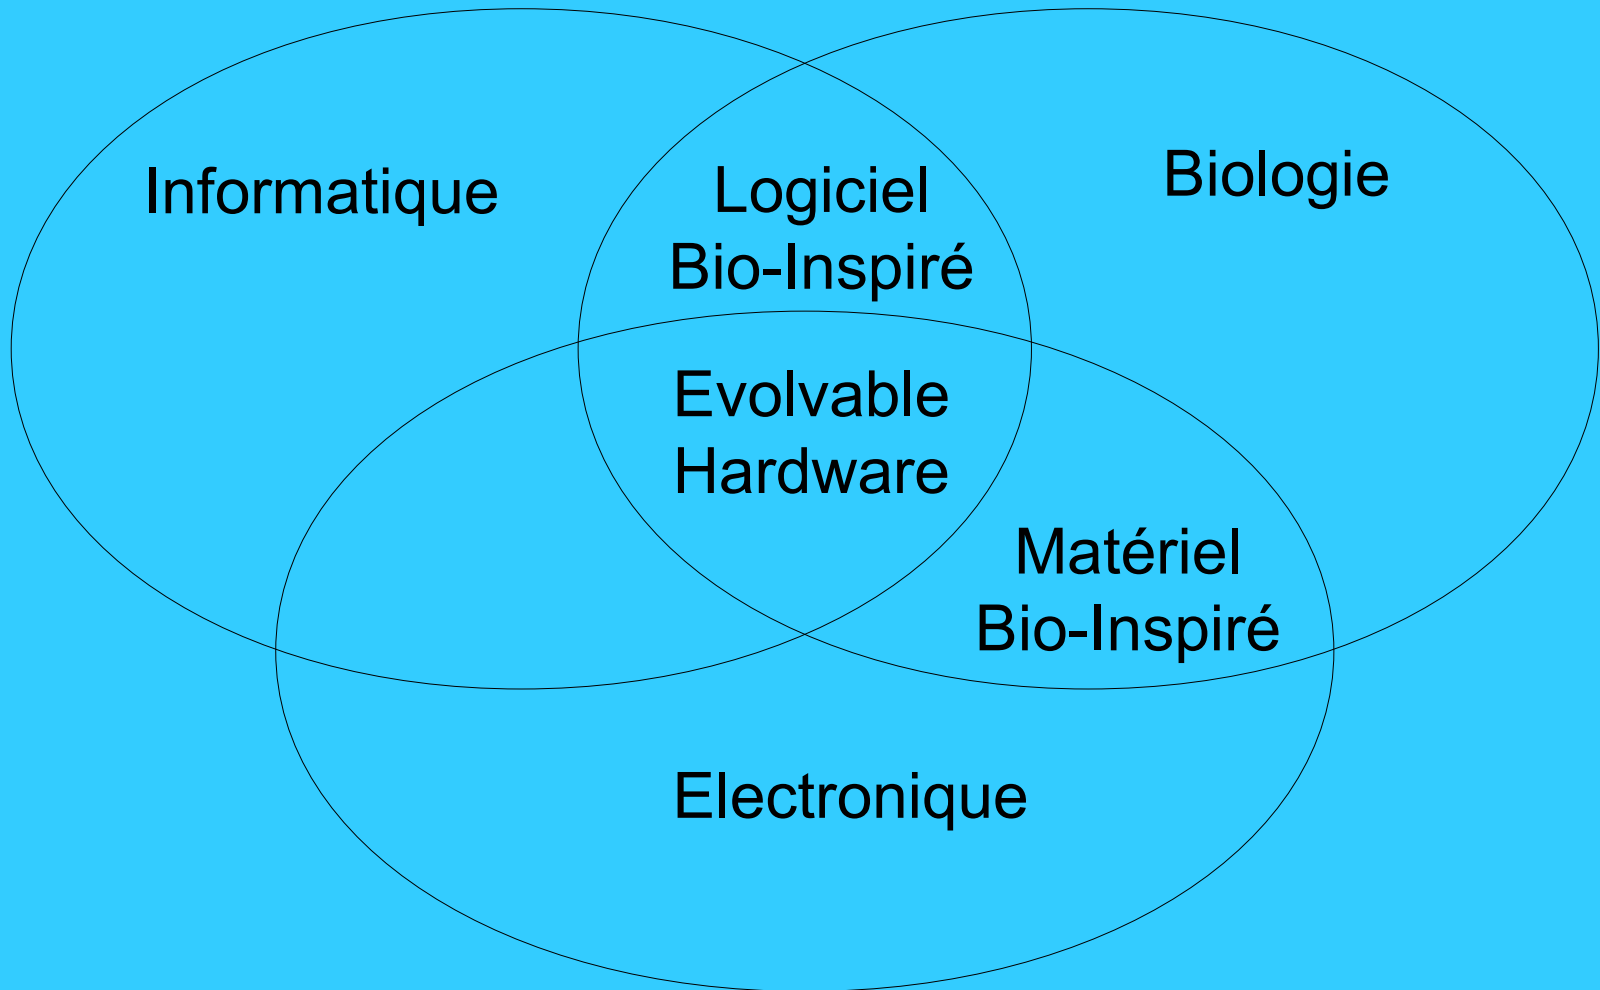 Informatique
Logiciel
Bio-Inspiré
Biologie
Evolvable
Hardware
Matériel
Bio-Inspiré
Electronique